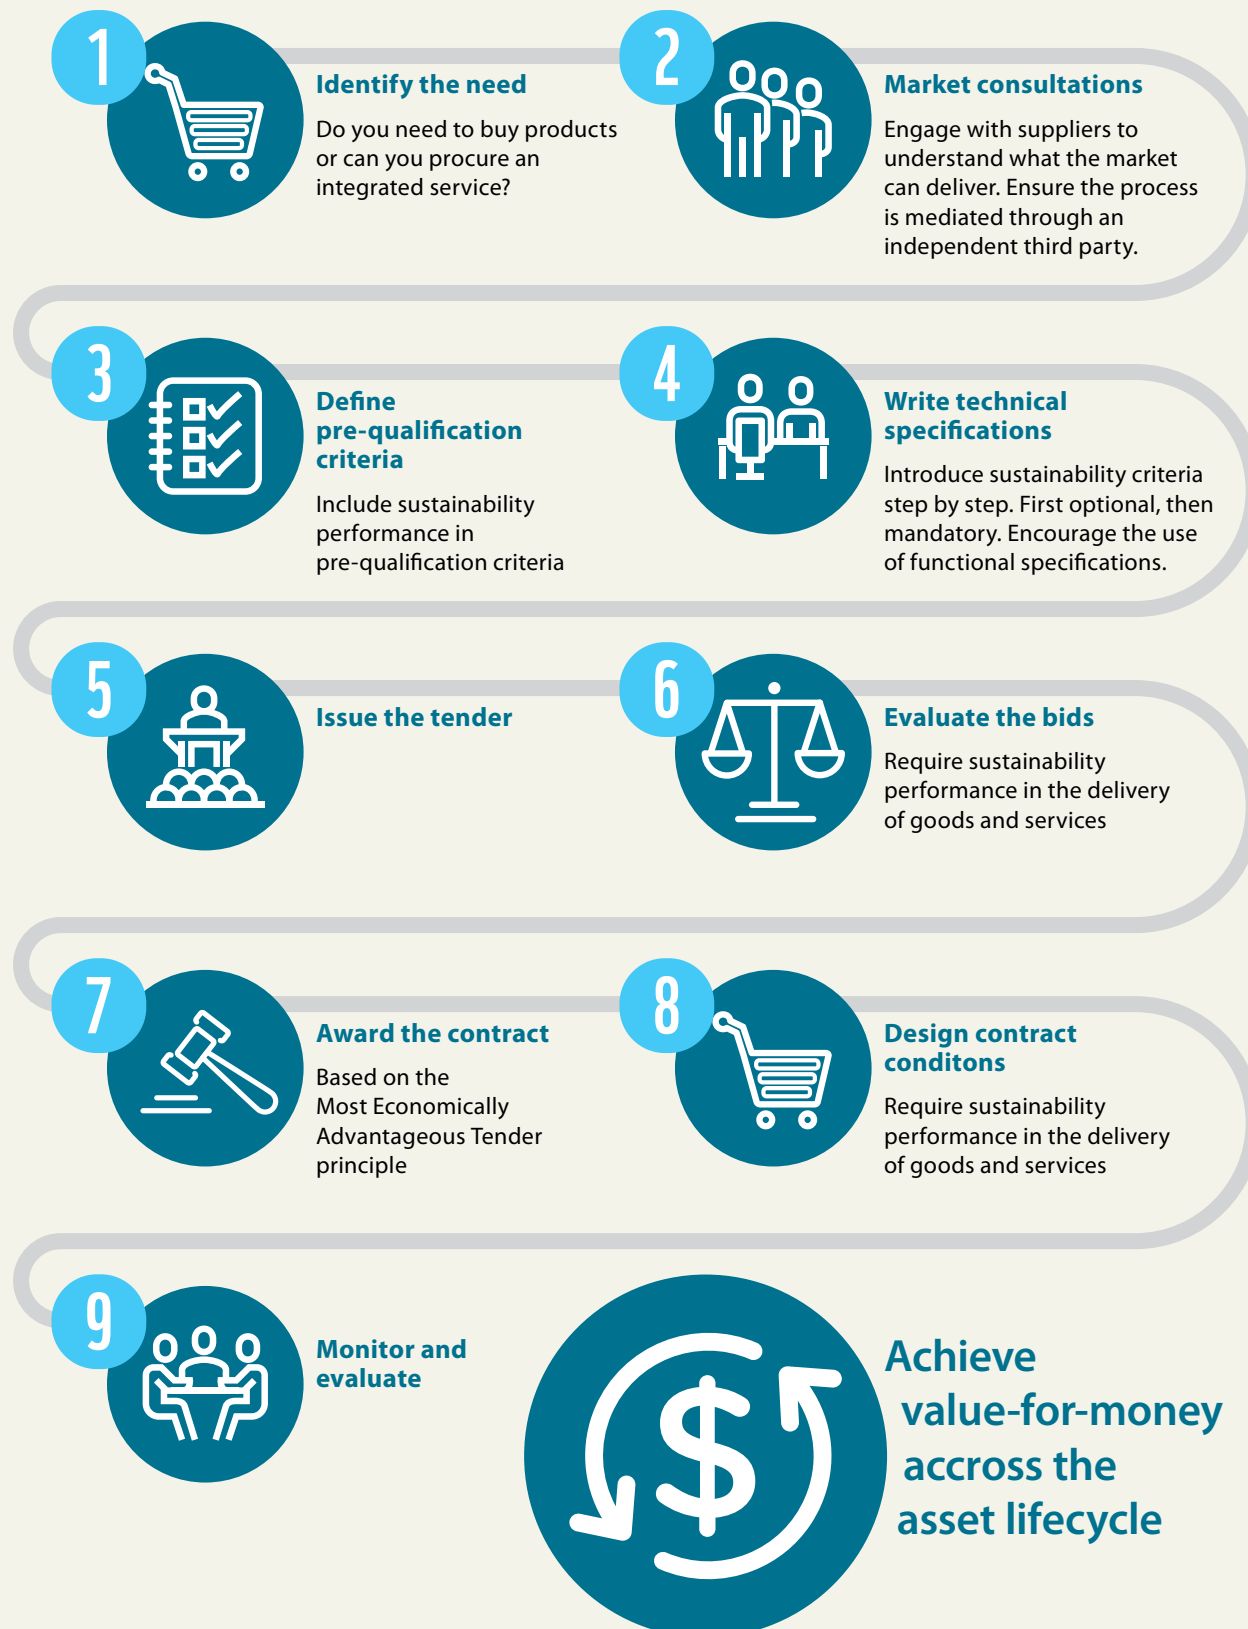 1
Identify the need
Do you need to buy products
or can you procure an
integrated service?
2
Market consultations
Engage with suppliers to
understand what the market
can deliver. Ensure the process
is mediated through an
independent third party.
3
Define
pre-qualification
criteria
Include sustainability
performance in
pre-qualification criteria
4
Write technical
specifications
Introduce sustainability criteria
step by step. First optional, then
mandatory. Encourage the use
of functional specifications.
5
Issue the tender
6
Evaluate the bids
Require sustainability
performance in the delivery
of goods and services
7
Award the contract
Based on the
Most Economically
Advantageous Tender
principle
8
Design contract
conditons
Require sustainability
performance in the delivery
of goods and services
9
Monitor and
evaluate
$
Achieve
value-for-money
accross the
asset lifecycle